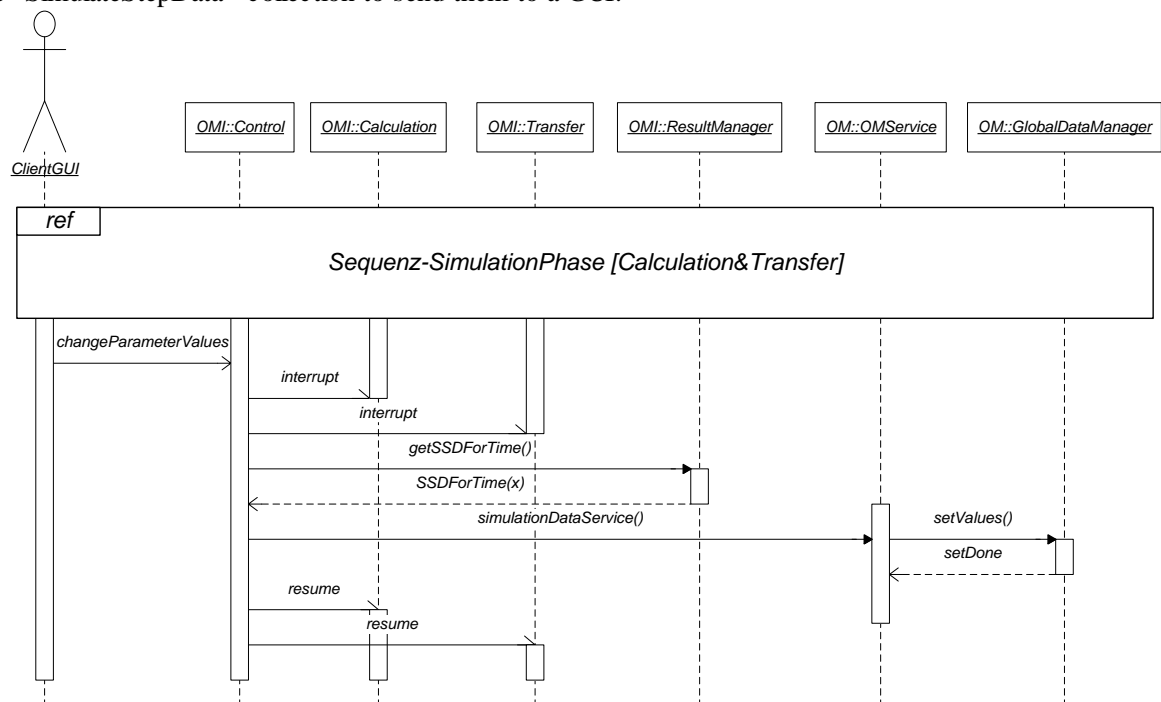 "SimulateStepData" collection to send them to a GUI.
OMI::Control
OMI::Calculation
OMI::Transfer
OMI::ResultManager
OM::OMService
OM::GlobalDataManager
ClientGUI
ref
Sequenz-SimulationPhase [Calculation&Transfer]
changeParameterValues
interrupt
interrupt
getSSDForTime()
SSDForTime(x)
simulationDataService()
setValues()
setDone
resume
resume